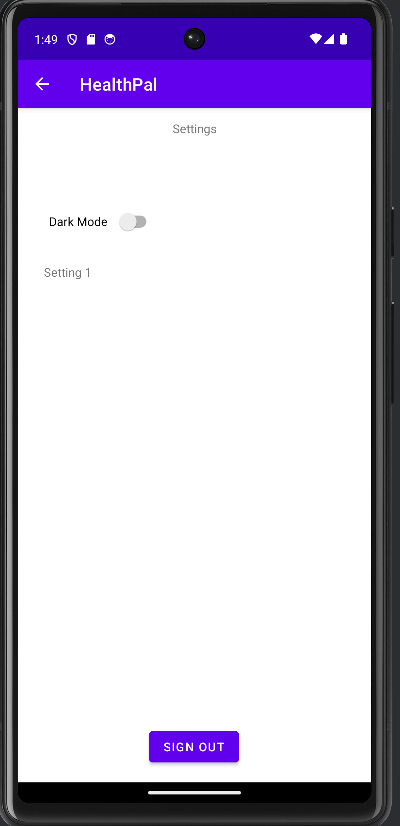 1:49
HealthPal
Settings
Dark Mode
Setting 1
SIGN OUT